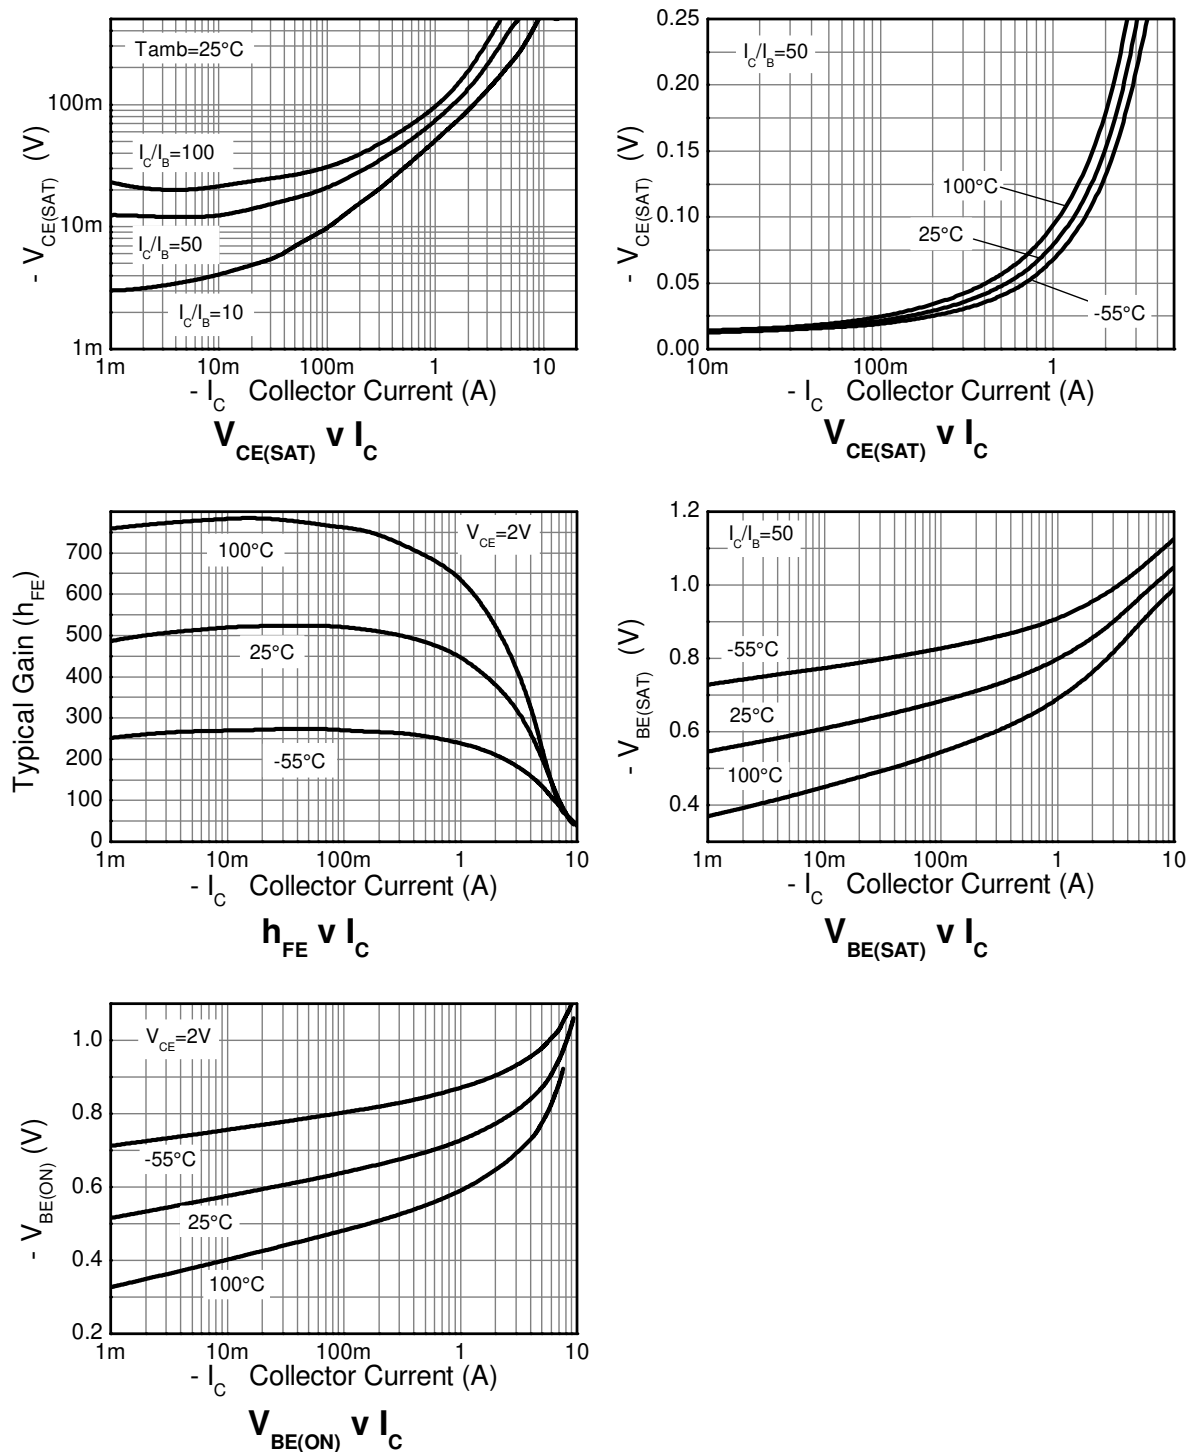 Tamb=25°C
100m
10m
1m
I_C/I_B=100
I_C/I_B=50
I_C/I_B=10
- V_CE(SAT) (V)
1m 10m 100m 1 10
- I_C Collector Current (A)
V_CE(SAT) v I_C
I_C/I_B=50
0.25
0.20
0.15
0.10
0.05
0.00
100°C
25°C
-55°C
- V_CE(SAT) (V)
10m 100m 1
- I_C Collector Current (A)
V_CE(SAT) v I_C
V_CE=2V
700
600
500
400
300
200
100
0
100°C
25°C
-55°C
Typical Gain (h_FE)
1m 10m 100m 1 10
- I_C Collector Current (A)
h_FE v I_C
I_C/I_B=50
1.2
1.0
0.8
0.6
0.4
-55°C
25°C
100°C
- V_BE(SAT) (V)
1m 10m 100m 1 10
- I_C Collector Current (A)
V_BE(SAT) v I_C
V_CE=2V
1.0
0.8
0.6
0.4
0.2
-55°C
25°C
100°C
- V_BE(ON) (V)
1m 10m 100m 1 10
- I_C Collector Current (A)
V_BE(ON) v I_C